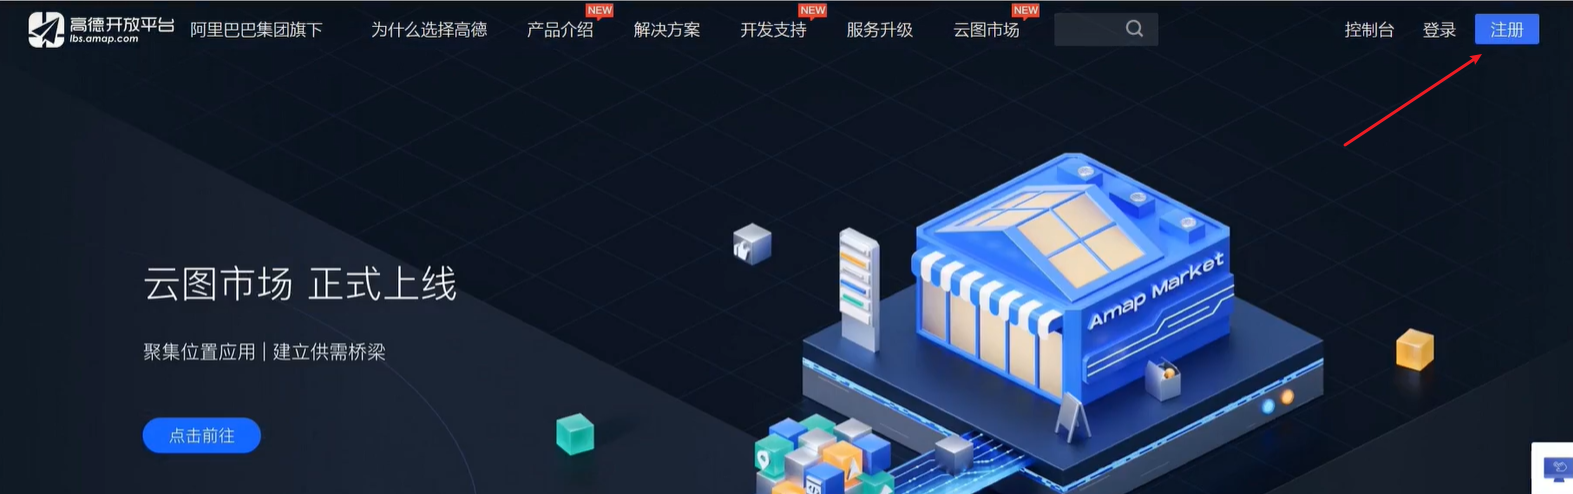 高德开放平台
lbs.amap.com
阿里巴巴集团旗下
为什么选择高德
产品介绍
NEW
解决方案
开发支持
NEW
服务升级
云图市场
NEW
控制台
登录
注册
云图市场 正式上线
聚集位置应用 | 建立供需桥梁
点击前往
Amap Market